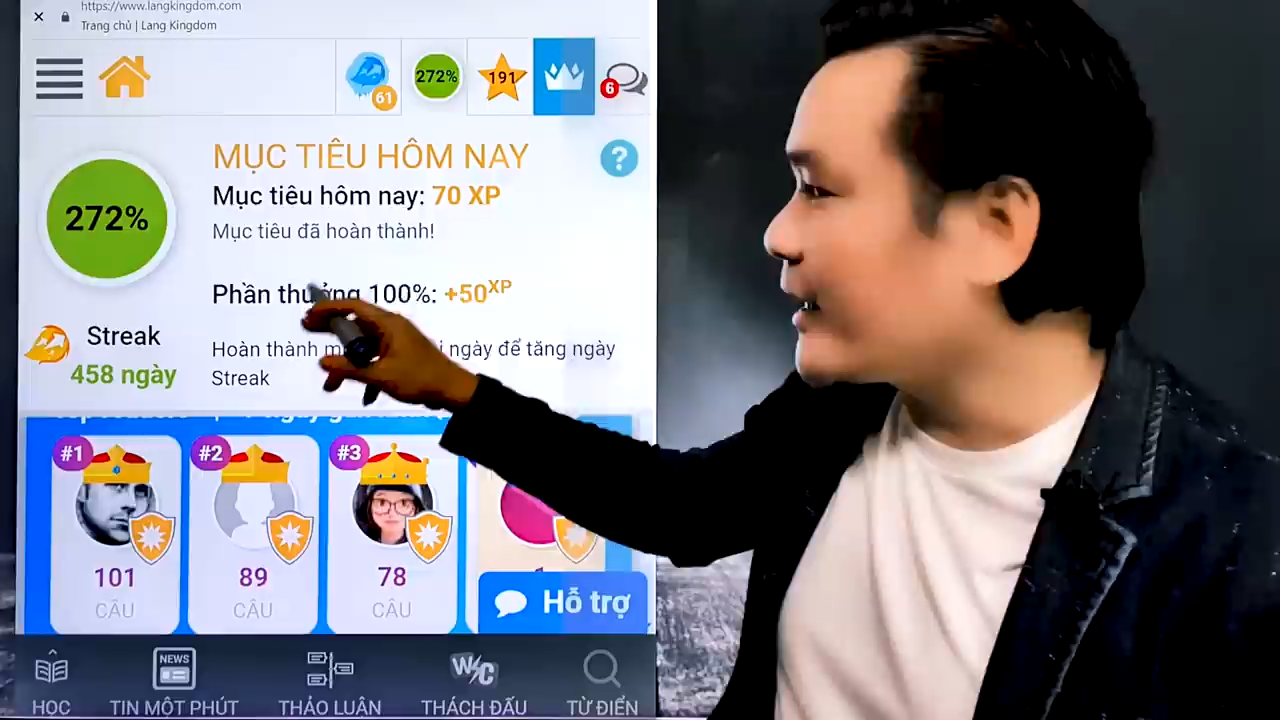 https://www.langkingdom.com
Trang chủ | Lang Kingdom
61
272%
191
6
MỤC TIÊU HÔM NAY
?
Mục tiêu hôm nay: 70 XP
272%
Mục tiêu đã hoàn thành!
Phần thưởng 100%: +50XP
Streak
458 ngày
Hoàn thành ngày để tăng ngày
Streak
#1
#2
#3
101
89
78
CÂU
CÂU
CÂU
Hỗ trợ
NEWS
W/C
HỌC
TIN MỘT PHÚT
THẢO LUẬN
THÁCH ĐẤU
TỪ ĐIỂN